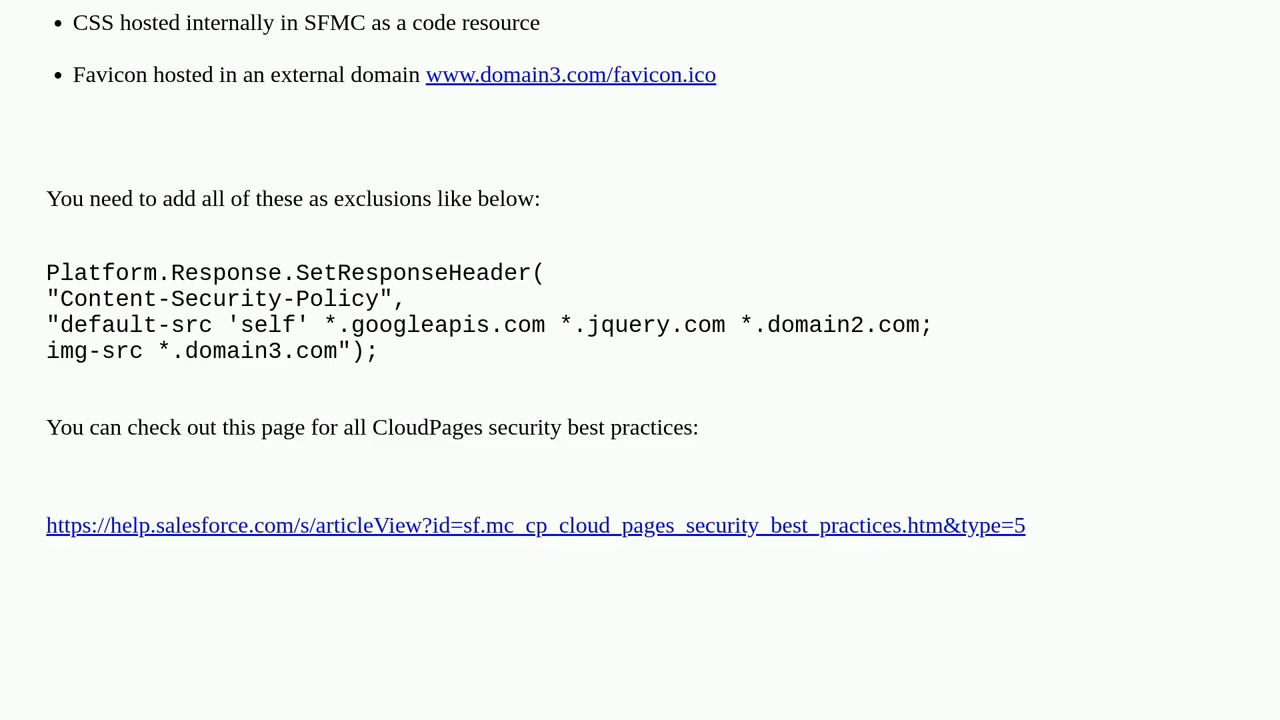 • CSS hosted internally in SFMC as a code resource
• Favicon hosted in an external domain www.domain3.com/favicon.ico
You need to add all of these as exclusions like below:
Platform.Response.SetResponseHeader(
"Content-Security-Policy",
"default-src 'self' *.googleapis.com *.jquery.com *.domain2.com;
img-src *.domain3.com");
You can check out this page for all CloudPages security best practices:
https://help.salesforce.com/s/articleView?id=sf.mc_cp_cloud_pages_security_best_practices.htm&type=5